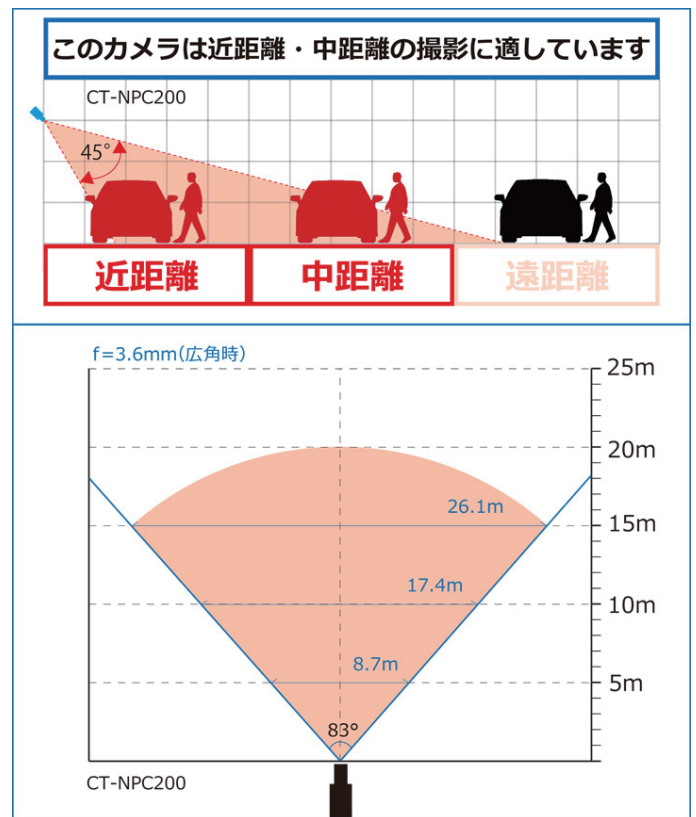 このカメラは近距離・中距離の撮影に適しています
CT-NPC200
45°
近距離
中距離
遠距離
f=3.6mm(広角時)
25m
20m
26.1m
15m
17.4m
10m
8.7m
5m
83°
CT-NPC200